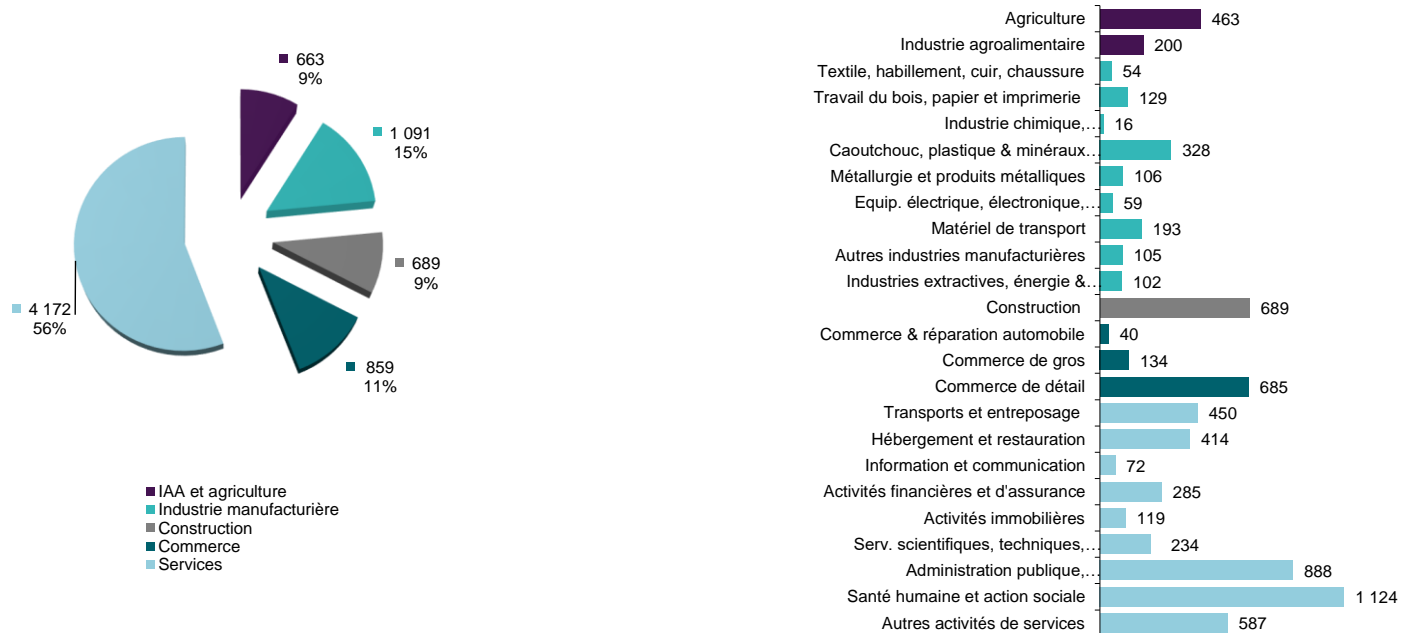 663
9%
1 091
15%
689
9%
859
11%
4 172
56%
IAA et agriculture
Industrie manufacturière
Construction
Commerce
Services
Agriculture 463
Industrie agroalimentaire 200
Textile, habillement, cuir, chaussure 54
Travail du bois, papier et imprimerie 129
Industrie chimique,… 16
Caoutchouc, plastique & minéraux… 328
Métallurgie et produits métalliques 106
Equip. électrique, électronique,… 59
Matériel de transport 193
Autres industries manufacturières 105
Industries extractives, énergie &… 102
Construction 689
Commerce & réparation automobile 40
Commerce de gros 134
Commerce de détail 685
Transports et entreposage 450
Hébergement et restauration 414
Information et communication 72
Activités financières et d'assurance 285
Activités immobilières 119
Serv. scientifiques, techniques,… 234
Administration publique,… 888
Santé humaine et action sociale 1 124
Autres activités de services 587